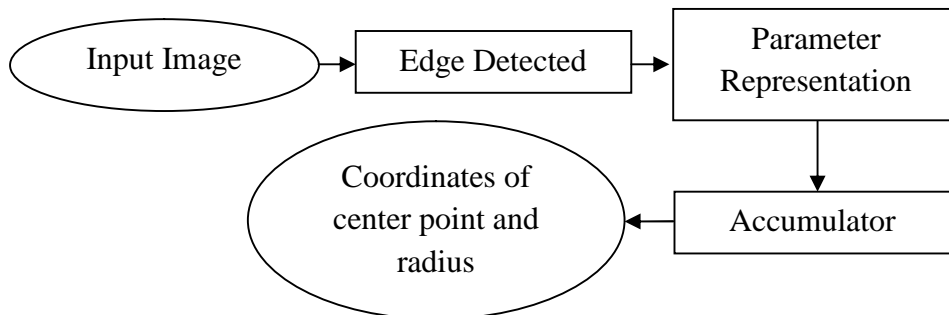 Input Image
Edge Detected
Parameter
Representation
Accumulator
Coordinates of
center point and
radius